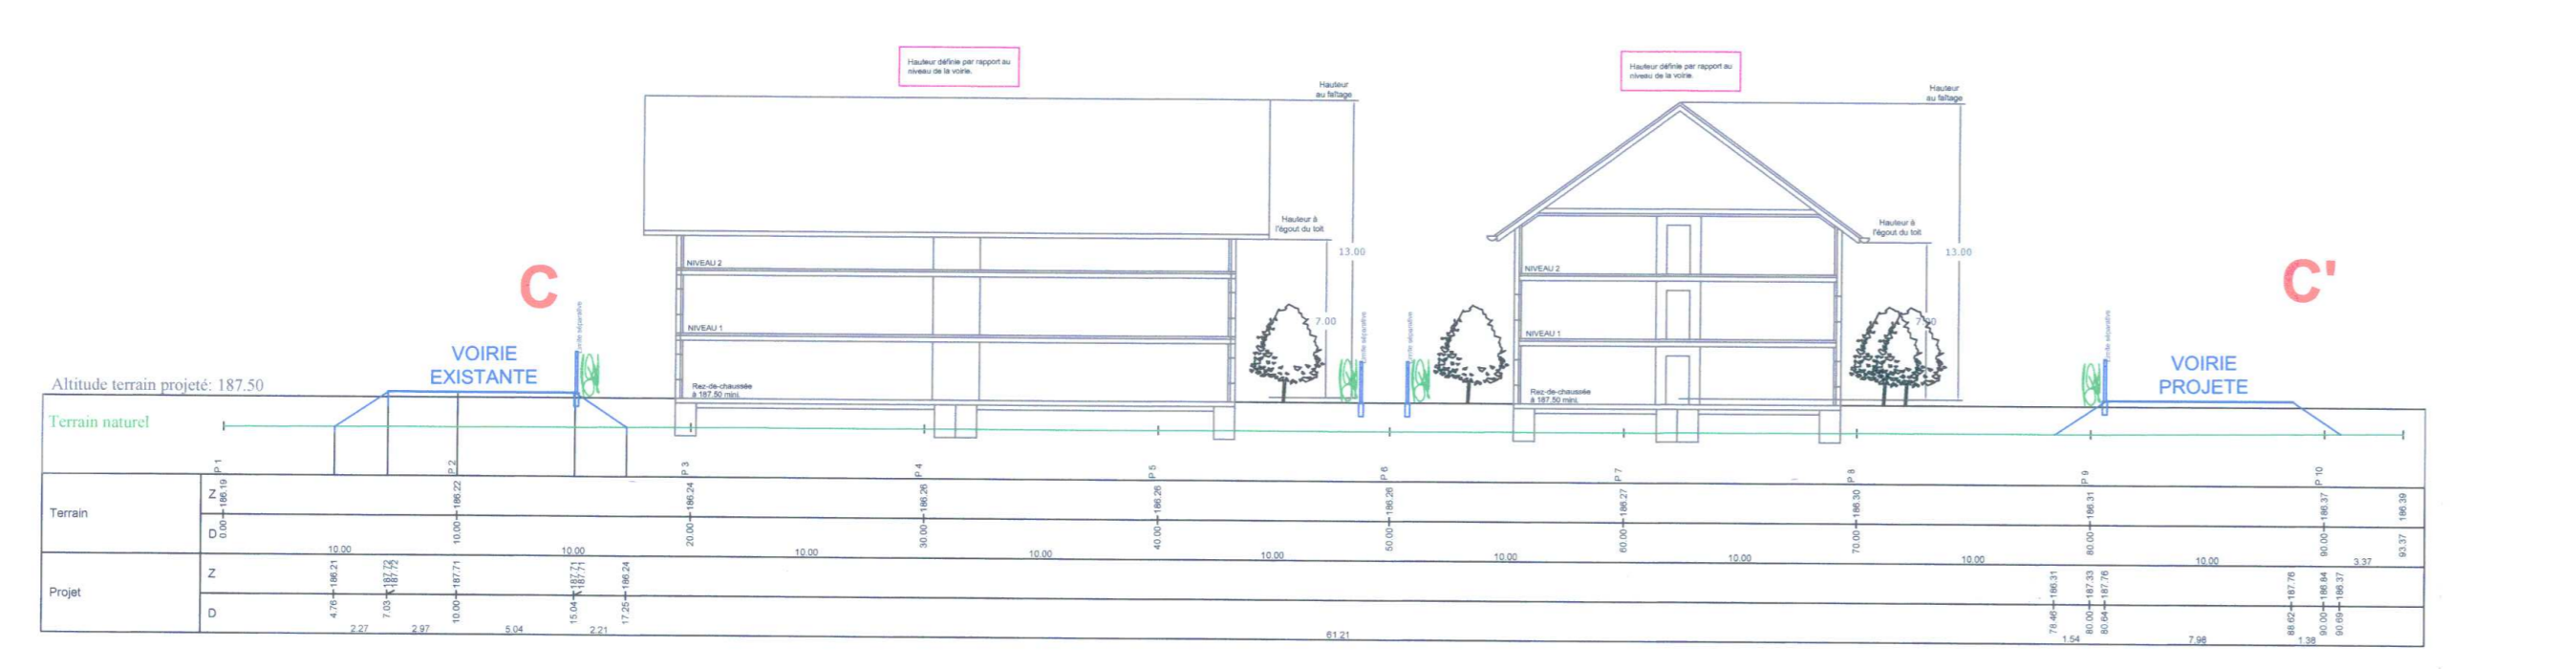 Hauteur définie par rapport au
niveau de la voirie.
Hauteur définie par rapport au
niveau de la voirie.
Hauteur
au faîtage
Hauteur
au faîtage
Hauteur à
l'égout du toit
Hauteur à
l'égout du toit
13.00
13.00
C
C'
NIVEAU 2
NIVEAU 2
7.00
7.00
NIVEAU 1
NIVEAU 1
séparative
séparative
séparative
séparative
VOIRIE
EXISTANTE
VOIRIE
PROJETE
Altitude terrain projeté: 187.50
Rez-de-chaussée
à 187.50 mini.
Rez-de-chaussée
à 187.50 mini.
Terrain naturel
P 1
P 2
P 3
P 4
P 5
P 6
P 7
P 8
P 9
P 10
Terrain
Z
186.19
186.22
186.24
186.26
186.26
186.26
186.27
186.30
186.31
186.37
186.39
D
0.00
10.00
20.00
30.00
40.00
50.00
60.00
70.00
80.00
90.00
93.37
10.00
10.00
10.00
10.00
10.00
10.00
10.00
10.00
10.00
3.37
Projet
Z
186.21
187.72
187.72
187.71
187.71
187.71
186.24
186.31
187.33
187.76
187.76
186.84
186.37
D
4.76
7.03
10.00
15.04
17.25
78.46
80.00
80.64
88.62
90.00
90.69
2.27
2.97
5.04
2.21
61.21
1.54
7.98
1.38